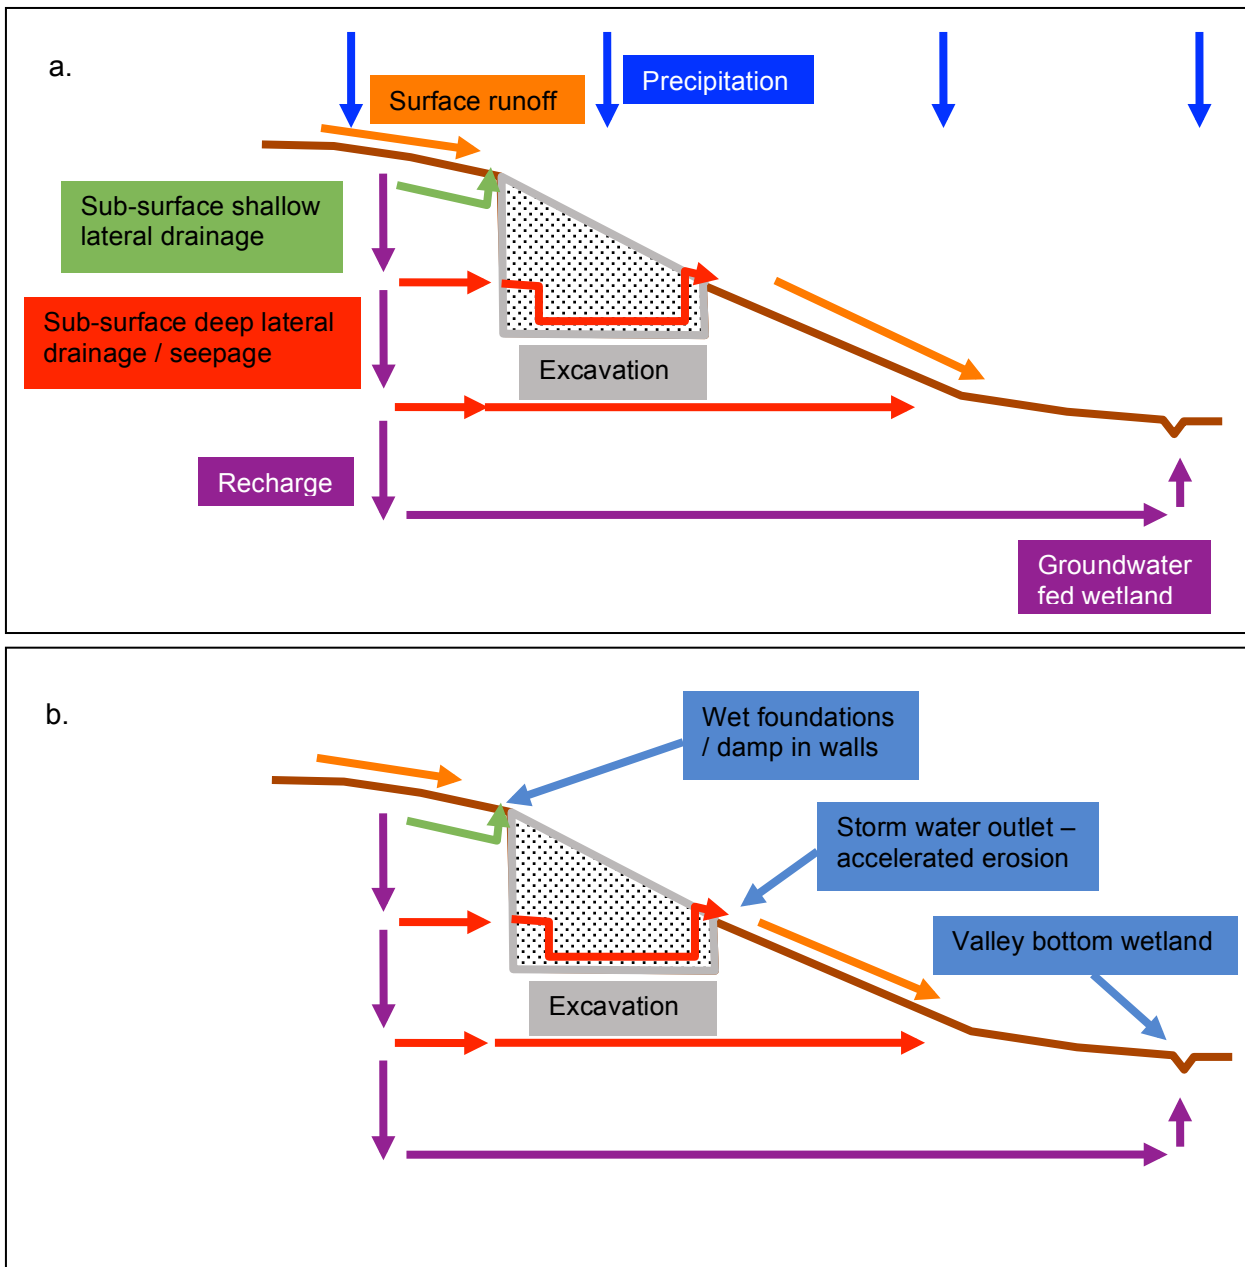 a.
Precipitation
Surface runoff
Sub-surface shallow
lateral drainage
Sub-surface deep lateral
drainage / seepage
Excavation
Recharge
Groundwater
fed wetland
b.
Wet foundations
/ damp in walls
Storm water outlet –
accelerated erosion
Valley bottom wetland
Excavation